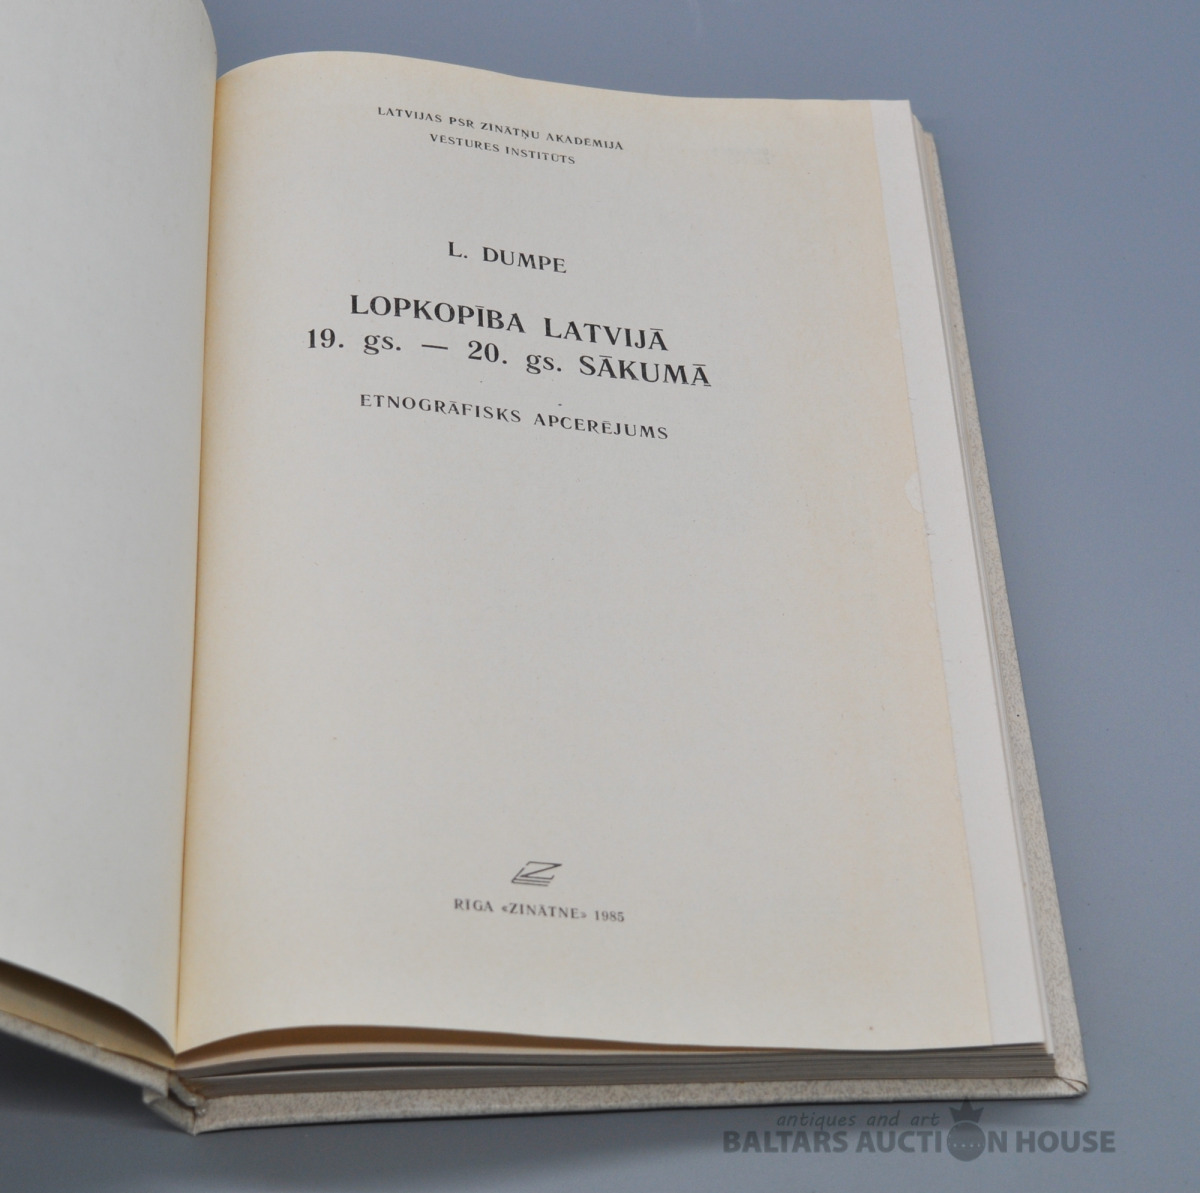 LATVIJAS PSR ZINĀTŅU AKADĒMIJA
VĒSTURES INSTITŪTS
L. DUMPE
LOPKOPĪBA LATVIJĀ
19. gs. — 20. gs. SĀKUMĀ
ETNOGRĀFISKS APCERĒJUMS
Z
RĪGA «ZINĀTNE» 1985
antiques and art
BALTARS AUCTION HOUSE